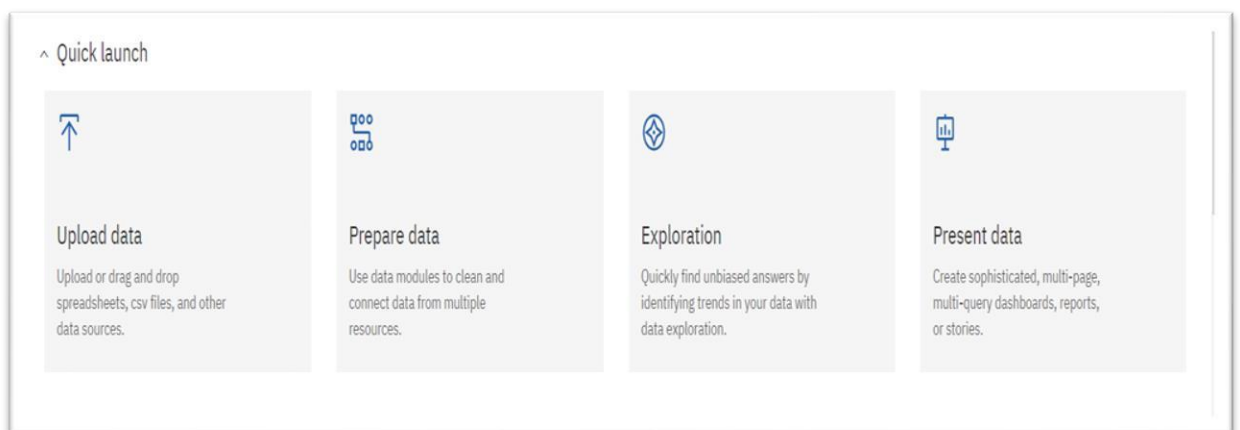 Quick launch
Upload data
Upload or drag and drop
spreadsheets, csv files, and other
data sources.
Prepare data
Use data modules to clean and
connect data from multiple
resources.
Exploration
Quickly find unbiased answers by
identifying trends in your data with
data exploration.
Present data
Create sophisticated, multi-page,
multi-query dashboards, reports,
or stories.